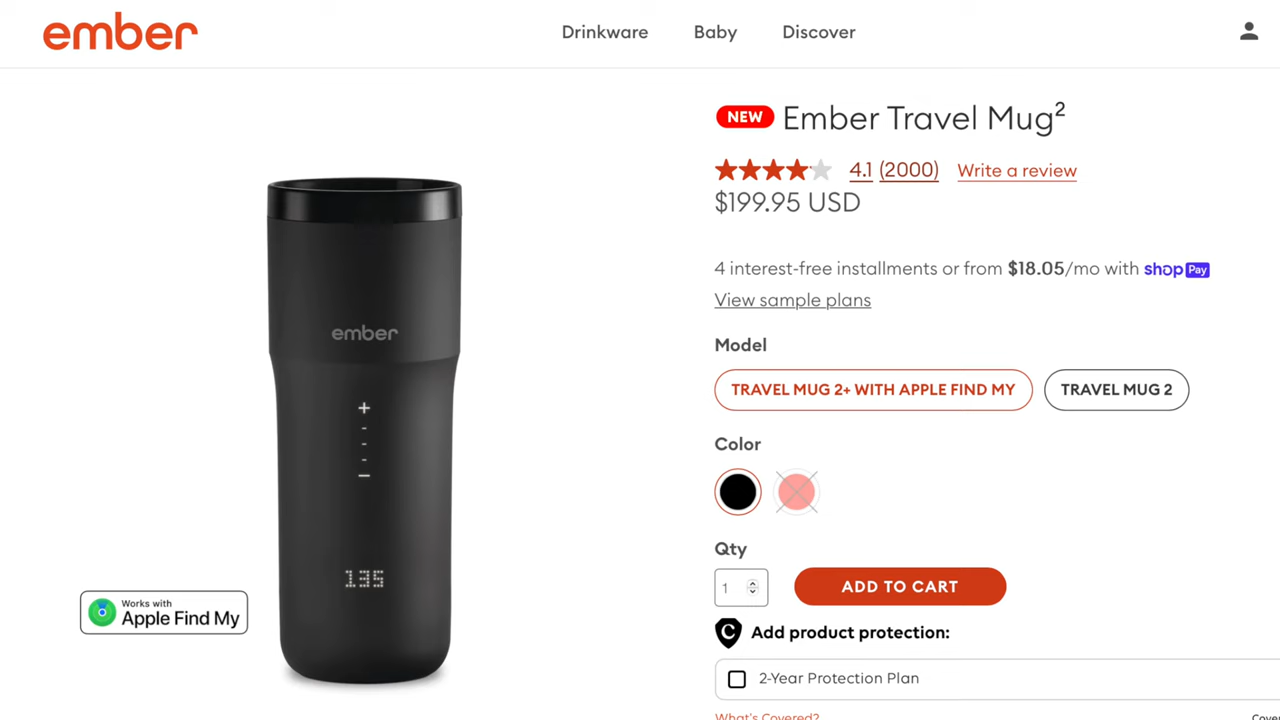 ember
Drinkware Baby Discover
NEW Ember Travel Mug²
4.1 (2000) Write a review
$199.95 USD
4 interest-free installments or from $18.05/mo with shop Pay
View sample plans
Model
TRAVEL MUG 2+ WITH APPLE FIND MY TRAVEL MUG 2
Color
Qty
1 ADD TO CART
C Add product protection:
2-Year Protection Plan
What's Covered?
ember
135
Works with
Apple Find My